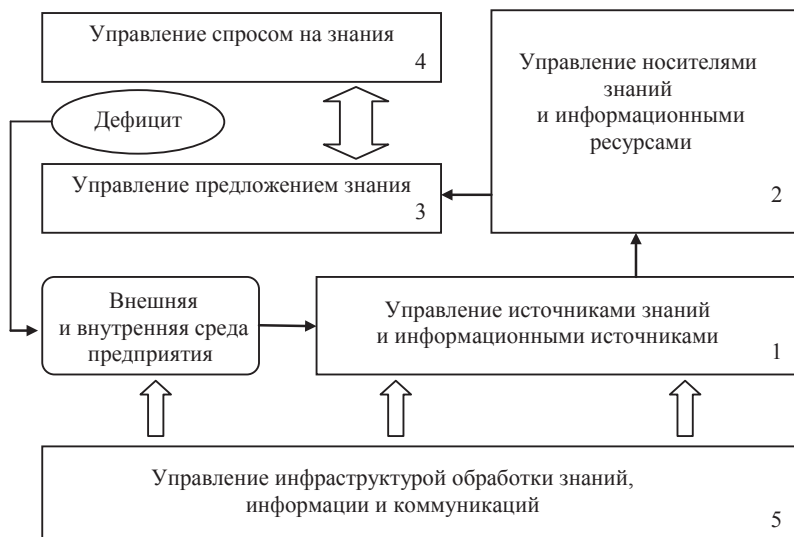 Управление спросом на знания
4
Управление носителями
знаний
и информационными
ресурсами
2
Дефицит
Управление предложением знания
3
Внешняя
и внутренняя среда
предприятия
Управление источниками знаний
и информационными источниками
1
Управление инфраструктурой обработки знаний,
информации и коммуникаций
5